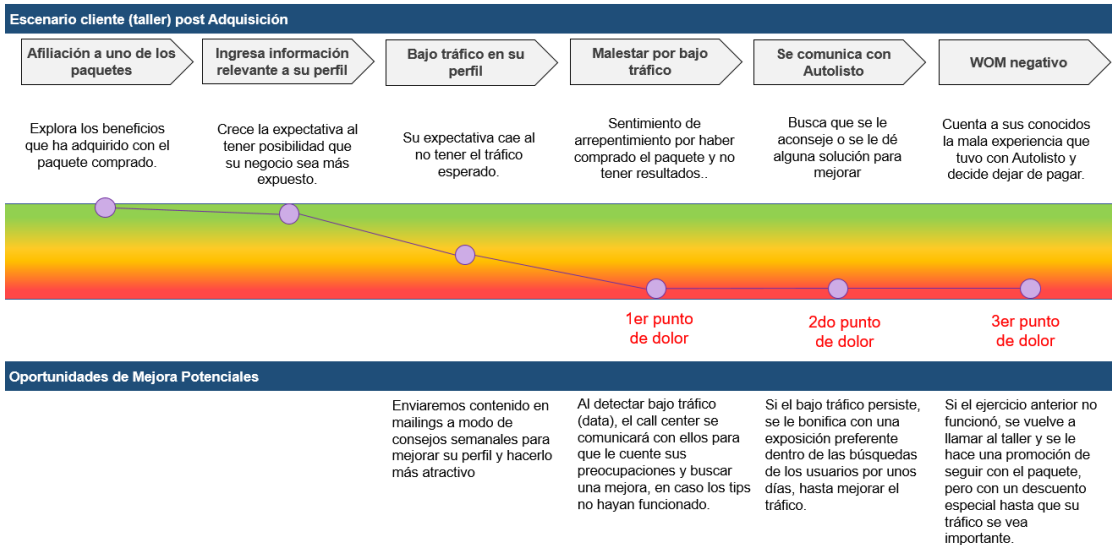 Escenario cliente (taller) post Adquisición
Afiliación a uno de los
paquetes
Ingresa información
relevante a su perfil
Bajo tráfico en su
perfil
Malestar por bajo
tráfico
Se comunica con
Autolisto
WOM negativo
Explora los beneficios
que ha adquirido con el
paquete comprado.
Crece la expectativa al
tener posibilidad que
su negocio sea más
expuesto.
Su expectativa cae al
no tener el tráfico
esperado.
Sentimiento de
arrepentimiento por haber
comprado el paquete y no
tener resultados..
Busca que se le
aconseje o se le dé
alguna solución para
mejorar
Cuenta a sus conocidos
la mala experiencia que
tuvo con Autolisto y
decide dejar de pagar.
1er punto
de dolor
2do punto
de dolor
3er punto
de dolor
Oportunidades de Mejora Potenciales
Enviaremos contenido en
mailings a modo de
consejos semanales para
mejorar su perfil y hacerlo
más atractivo
Al detectar bajo tráfico
(data), el call center se
comunicará con ellos para
que le cuente sus
preocupaciones y buscar
una mejora, en caso los tips
no hayan funcionado.
Si el bajo tráfico persiste,
se le bonifica con una
exposición preferente
dentro de las búsquedas
de los usuarios por unos
días, hasta mejorar el
tráfico.
Si el ejercicio anterior no
funcionó, se vuelve a
llamar al taller y se le
hace una promoción de
seguir con el paquete,
pero con un descuento
especial hasta que su
tráfico se vea
importante.